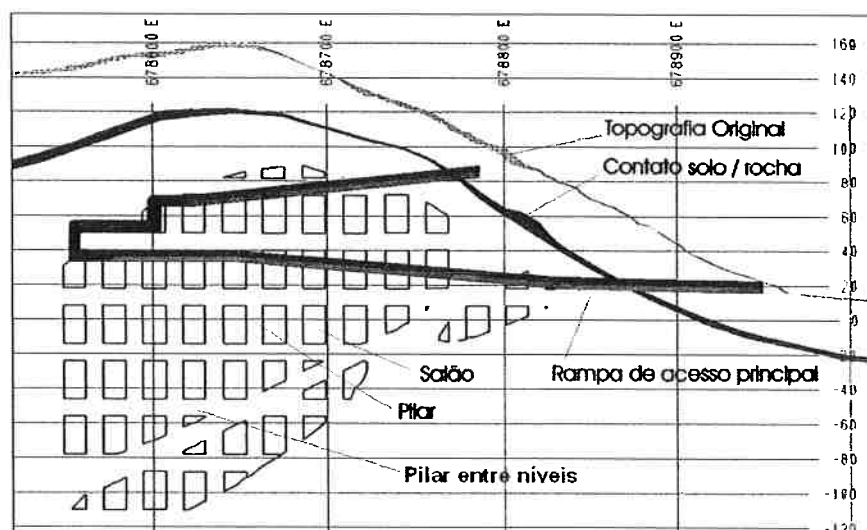 678600 E
678700 E
678800 E
678900 E
160
140
120
100
80
60
40
20
0
-20
-40
-60
-80
-100
-120
Topografia Original
Contato solo / rocha
Rampa de acesso principal
Salão
Pilar
Pilar entre níveis